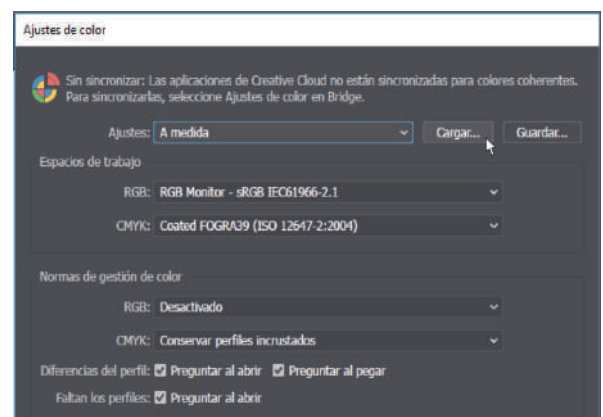 Ajustes de color
Sin sincronizar: Las aplicaciones de Creative Cloud no están sincronizadas para colores coherentes.
Para sincronizarlas, seleccione Ajustes de color en Bridge.
Ajustes: A medida Cargar... Guardar...
Espacios de trabajo
RGB: RGB Monitor - sRGB IEC61966-2.1
CMYK: Coated FOGRA39 (ISO 12647-2:2004)
Normas de gestión de color
RGB: Desactivado
CMYK: Conservar perfiles incrustados
Diferencias del perfil: Preguntar al abrir Preguntar al pegar
Faltan los perfiles: Preguntar al abrir